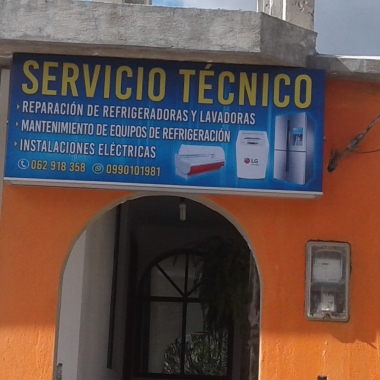 SERVICIO TÉCNICO
REPARACIÓN DE REFRIGERADORAS Y LAVADORAS
MANTENIMIENTO DE EQUIPOS DE REFRIGERACIÓN
INSTALACIONES ELÉCTRICAS
062 918 358 0990101981
LG